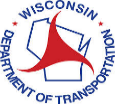 WISCONSIN
DEPARTMENT OF TRANSPORTATION